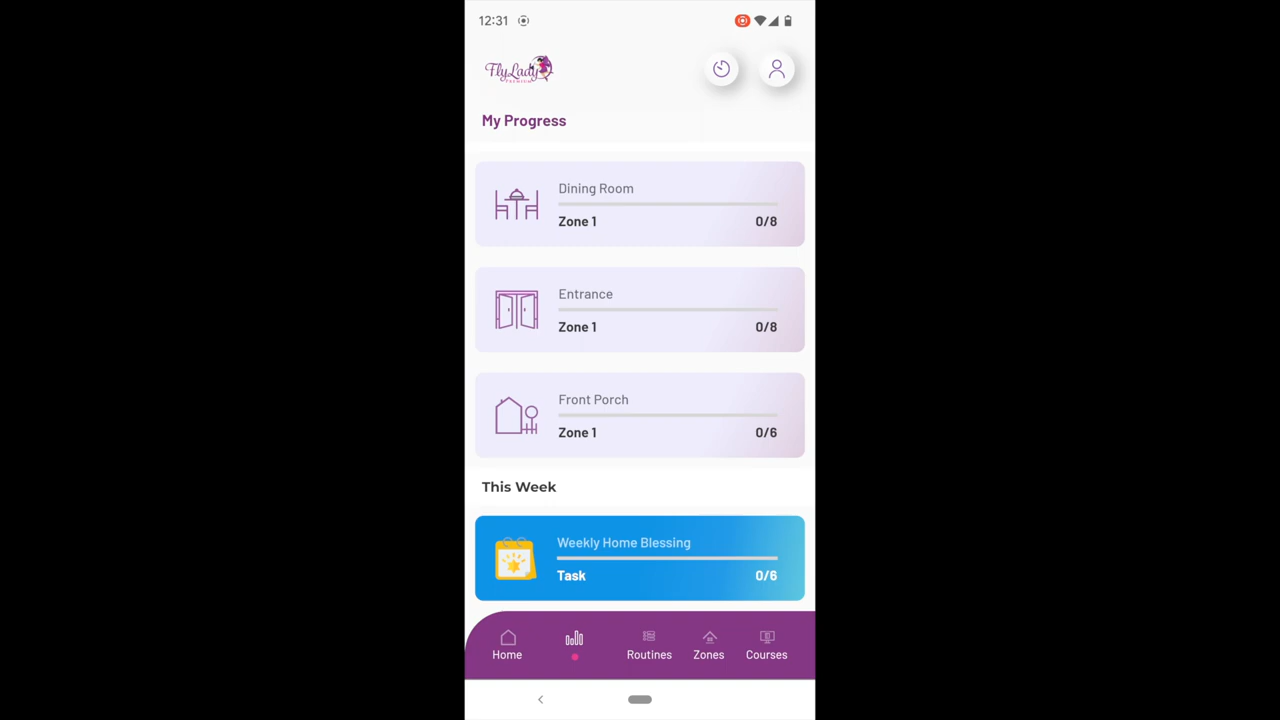 12:31
FlyLady
PREMIUM
My Progress
Dining Room
Zone 1 0/8
Entrance
Zone 1 0/8
Front Porch
Zone 1 0/6
This Week
Weekly Home Blessing
Task 0/6
Home Routines Zones Courses